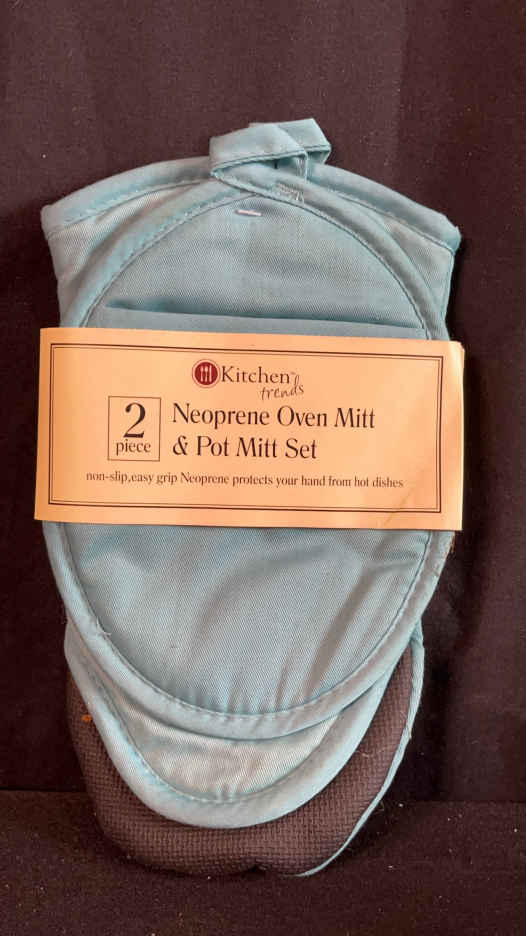 Kitchen™
trends
2
piece
Neoprene Oven Mitt
& Pot Mitt Set
non-slip,easy grip Neoprene protects your hand from hot dishes